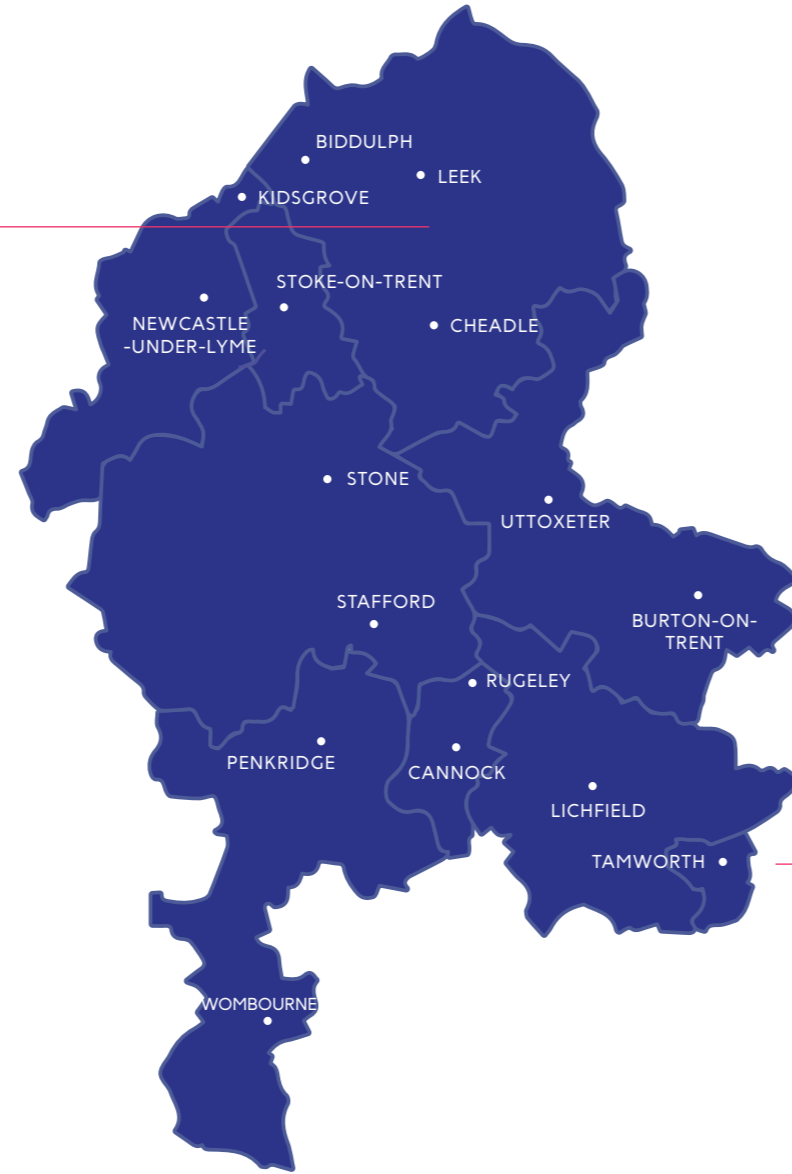 BIDDULPH
LEEK
KIDSGROVE
STOKE-ON-TRENT
NEWCASTLE
-UNDER-LYME
CHEADLE
STONE
UTTOXETER
STAFFORD
BURTON-ON-
TRENT
RUGELEY
PENKRIDGE
CANNOCK
LICHFIELD
TAMWORTH
WOMBOURNE